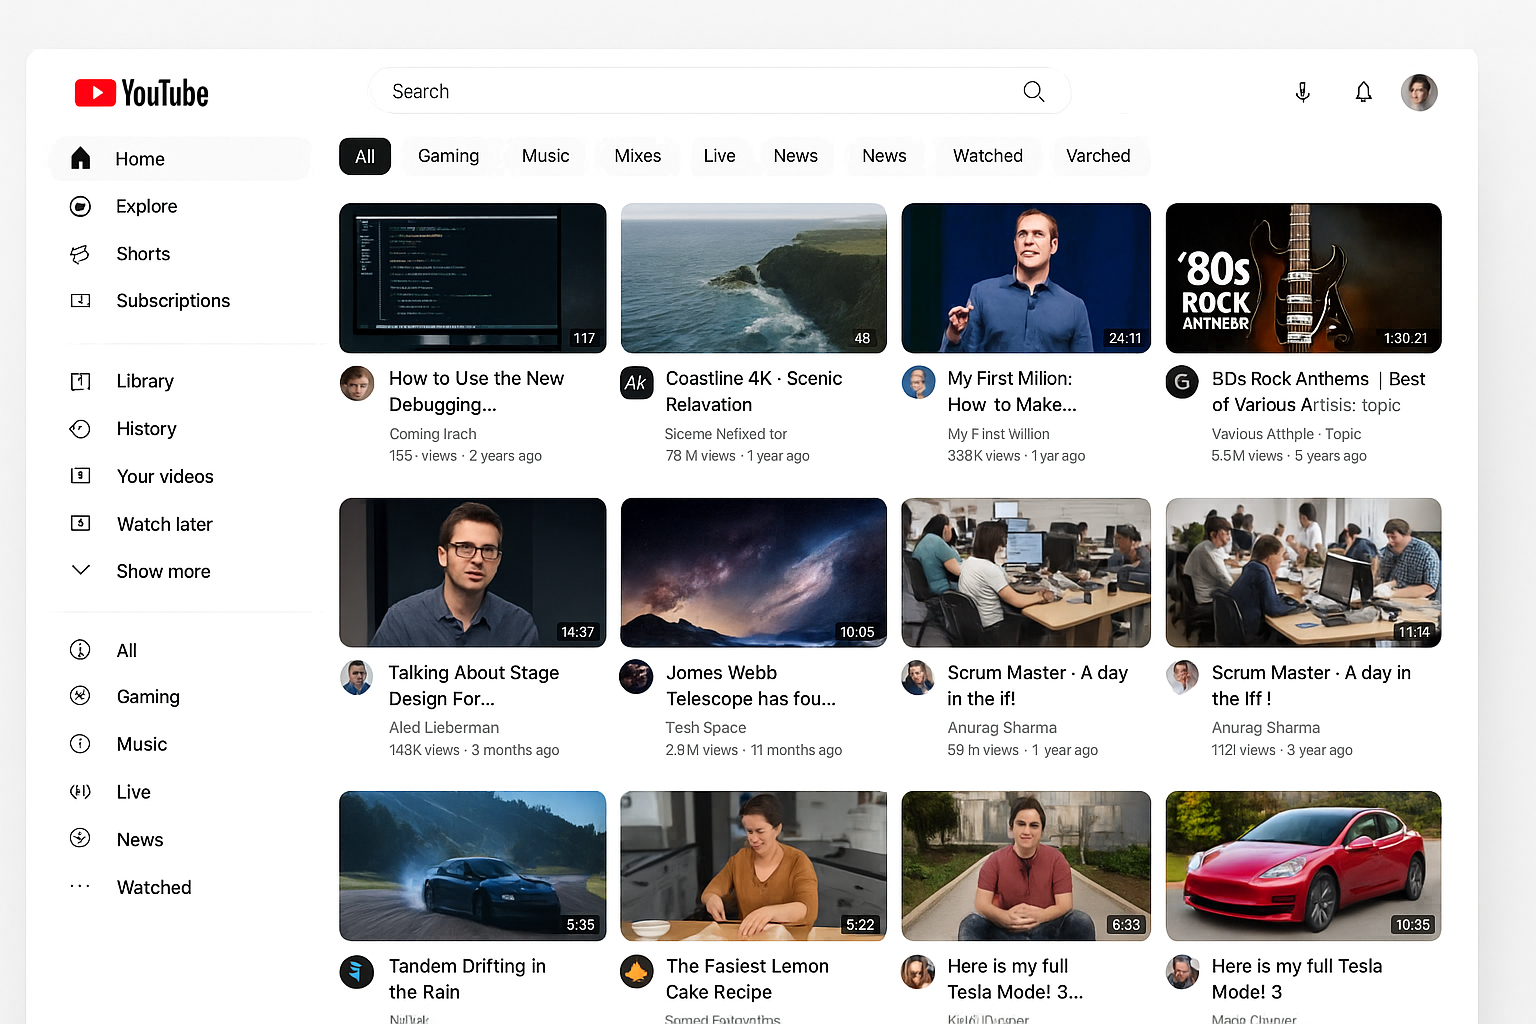 YouTube
Search
Home
Explore
Shorts
Subscriptions
Library
History
Your videos
Watch later
Show more
All
Gaming
Music
Live
News
Watched
All
Gaming
Music
Mixes
Live
News
News
Watched
Varched
117
How to Use the New
Debugging...
Coming Irach
155 · views · 2 years ago
48
Ak
Coastline 4K · Scenic
Relavation
Siceme Nefixed tor
78 M views · 1 year ago
24:11
My First Milion:
How to Make...
My F inst Willion
338K views · 1 yar ago
'80s
ROCK
ANTNEBR
1:30.21
G
BDs Rock Anthems | Best
of Various Artisis: topic
Vavious Atthple · Topic
5.5M views · 5 years ago
14:37
Talking About Stage
Design For...
Aled Lieberman
143K views · 3 months ago
10:05
Jomes Webb
Telescope has fou...
Tesh Space
2.9M views · 11 months ago
Scrum Master · A day
in the if!
Anurag Sharma
59 m views · 1 year ago
11:14
Scrum Master · A day in
the Iff !
Anurag Sharma
112l views · 3 year ago
5:35
Tandem Drifting in
the Rain
5:22
The Fasiest Lemon
Cake Recipe
6:33
Here is my full
Tesla Mode! 3...
10:35
Here is my full Tesla
Mode! 3